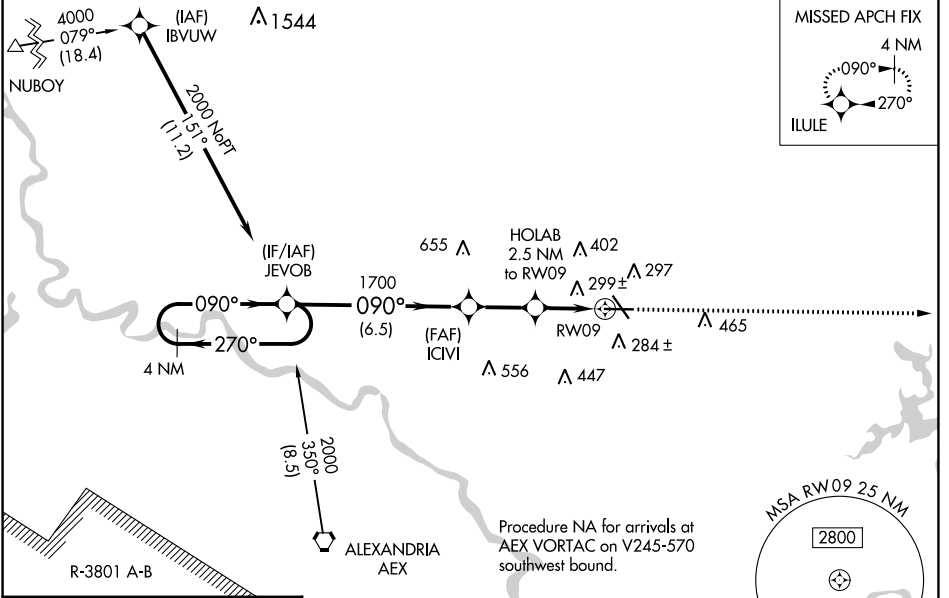 4000
079°
(18.4)
NUBOY
(IAF)
IBVUW
1544
MISSED APCH FIX
4 NM
090°
270°
ILULE
2000 NoPT
151°
(11.2)
(IF/IAF)
JEVOB
655
HOLAB
2.5 NM
to RW09
402
299±
297
090°
1700
090°
(6.5)
270°
4 NM
(FAF)
ICIVI
RW09
465
284±
556
447
2000
350°
(8.5)
ALEXANDRIA
AEX
Procedure NA for arrivals at
AEX VORTAC on V245-570
southwest bound.
R-3801 A-B
MSA RW09 25 NM
2800